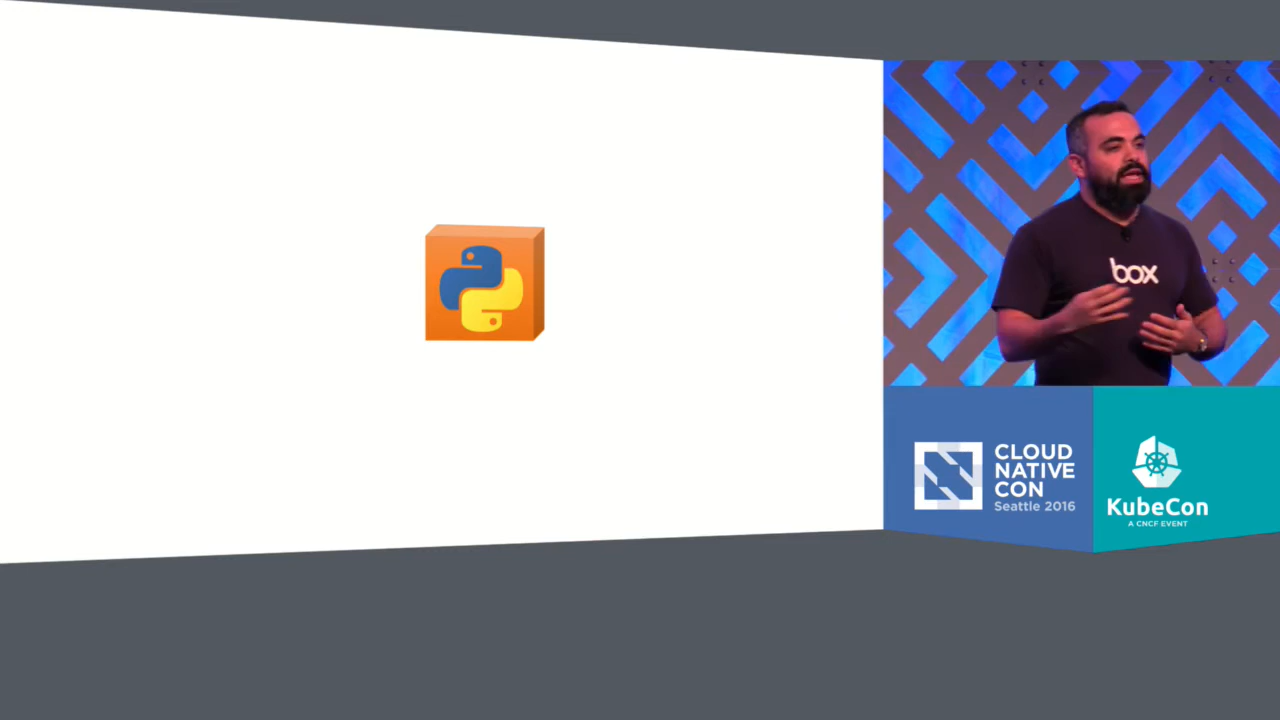 box
CLOUD
NATIVE
CON
Seattle 2016
KubeCon
A CNCF EVENT